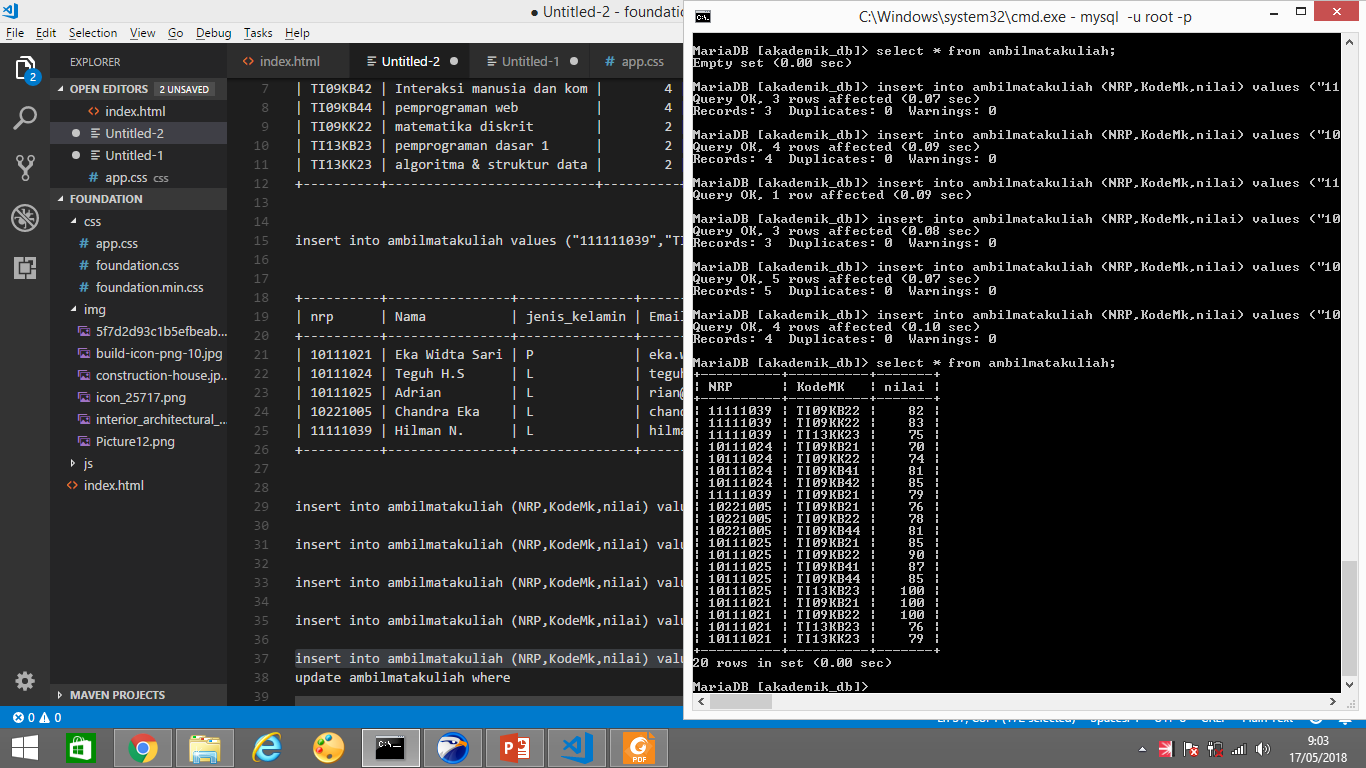 ● Untitled-2 - foundatio
File Edit Selection View Go Debug Tasks Help
EXPLORER
OPEN EDITORS 2 UNSAVED
index.html
Untitled-2
Untitled-1
app.css css
FOUNDATION
css
app.css
foundation.css
foundation.min.css
img
5f7d2d93c1b5efbeab...
build-icon-png-10.jpg
construction-house.jp...
icon_25717.png
interior_architectural_...
Picture12.png
js
index.html
MAVEN PROJECTS
2
0 0
index.html Untitled-2 Untitled-1 app.css
7 | TI09KB42 | Interaksi manusia dan kom | 4
8 | TI09KB44 | pemprograman web | 4
9 | TI09KK22 | matematika diskrit | 2
10 | TI13KB23 | pemprograman dasar 1 | 2
11 | TI13KK23 | algoritma & struktur data | 2
12 +----------+---------------------------+---------
13
14
15 insert into ambilmatakuliah values ("111111039","TI
16
17
18 +----------+----------------+---------------+-----
19 | nrp | Nama | jenis_kelamin | Email
20 +----------+----------------+---------------+-----
21 | 10111021 | Eka Widta Sari | P | eka.w
22 | 10111024 | Teguh H.S | L | teguh
23 | 10111025 | Adrian | L | rian@
24 | 10221005 | Chandra Eka | L | chand
25 | 11111039 | Hilman N. | L | hilma
26 +----------+----------------+---------------+-----
27
28
29 insert into ambilmatakuliah (NRP,KodeMk,nilai) valu
30
31 insert into ambilmatakuliah (NRP,KodeMk,nilai) valu
32
33 insert into ambilmatakuliah (NRP,KodeMk,nilai) valu
34
35 insert into ambilmatakuliah (NRP,KodeMk,nilai) valu
36
37 insert into ambilmatakuliah (NRP,KodeMk,nilai) valu
38 update ambilmatakuliah where
39
C:\Windows\system32\cmd.exe - mysql -u root -p
MariaDB [akademik_db]> select * from ambilmatakuliah;
Empty set (0.00 sec)
MariaDB [akademik_db]> insert into ambilmatakuliah (NRP,KodeMk,nilai) values ("11
Query OK, 3 rows affected (0.07 sec)
Records: 3 Duplicates: 0 Warnings: 0
MariaDB [akademik_db]> insert into ambilmatakuliah (NRP,KodeMk,nilai) values ("10
Query OK, 4 rows affected (0.09 sec)
Records: 4 Duplicates: 0 Warnings: 0
MariaDB [akademik_db]> insert into ambilmatakuliah (NRP,KodeMk,nilai) values ("11
Query OK, 1 row affected (0.09 sec)
MariaDB [akademik_db]> insert into ambilmatakuliah (NRP,KodeMk,nilai) values ("10
Query OK, 3 rows affected (0.08 sec)
Records: 3 Duplicates: 0 Warnings: 0
MariaDB [akademik_db]> insert into ambilmatakuliah (NRP,KodeMk,nilai) values ("10
Query OK, 5 rows affected (0.07 sec)
Records: 5 Duplicates: 0 Warnings: 0
MariaDB [akademik_db]> insert into ambilmatakuliah (NRP,KodeMk,nilai) values ("10
Query OK, 4 rows affected (0.10 sec)
Records: 4 Duplicates: 0 Warnings: 0
MariaDB [akademik_db]> select * from ambilmatakuliah;
+----------+----------+-------+
| NRP | KodeMK | nilai |
+----------+----------+-------+
| 11111039 | TI09KB22 | 82 |
| 11111039 | TI09KK22 | 83 |
| 11111039 | TI13KK23 | 75 |
| 10111024 | TI09KB21 | 70 |
| 10111024 | TI09KK22 | 74 |
| 10111024 | TI09KB41 | 81 |
| 10111024 | TI09KB42 | 85 |
| 11111039 | TI09KB21 | 79 |
| 10221005 | TI09KB21 | 76 |
| 10221005 | TI09KB22 | 78 |
| 10221005 | TI09KB44 | 81 |
| 10111025 | TI09KB21 | 85 |
| 10111025 | TI09KB22 | 90 |
| 10111025 | TI09KB41 | 87 |
| 10111025 | TI09KB44 | 85 |
| 10111025 | TI13KB23 | 100 |
| 10111021 | TI09KB21 | 100 |
| 10111021 | TI09KB22 | 100 |
| 10111021 | TI13KB23 | 76 |
| 10111021 | TI13KK23 | 79 |
+----------+----------+-------+
20 rows in set (0.00 sec)
MariaDB [akademik_db]>
PDF
9:03
17/05/2018